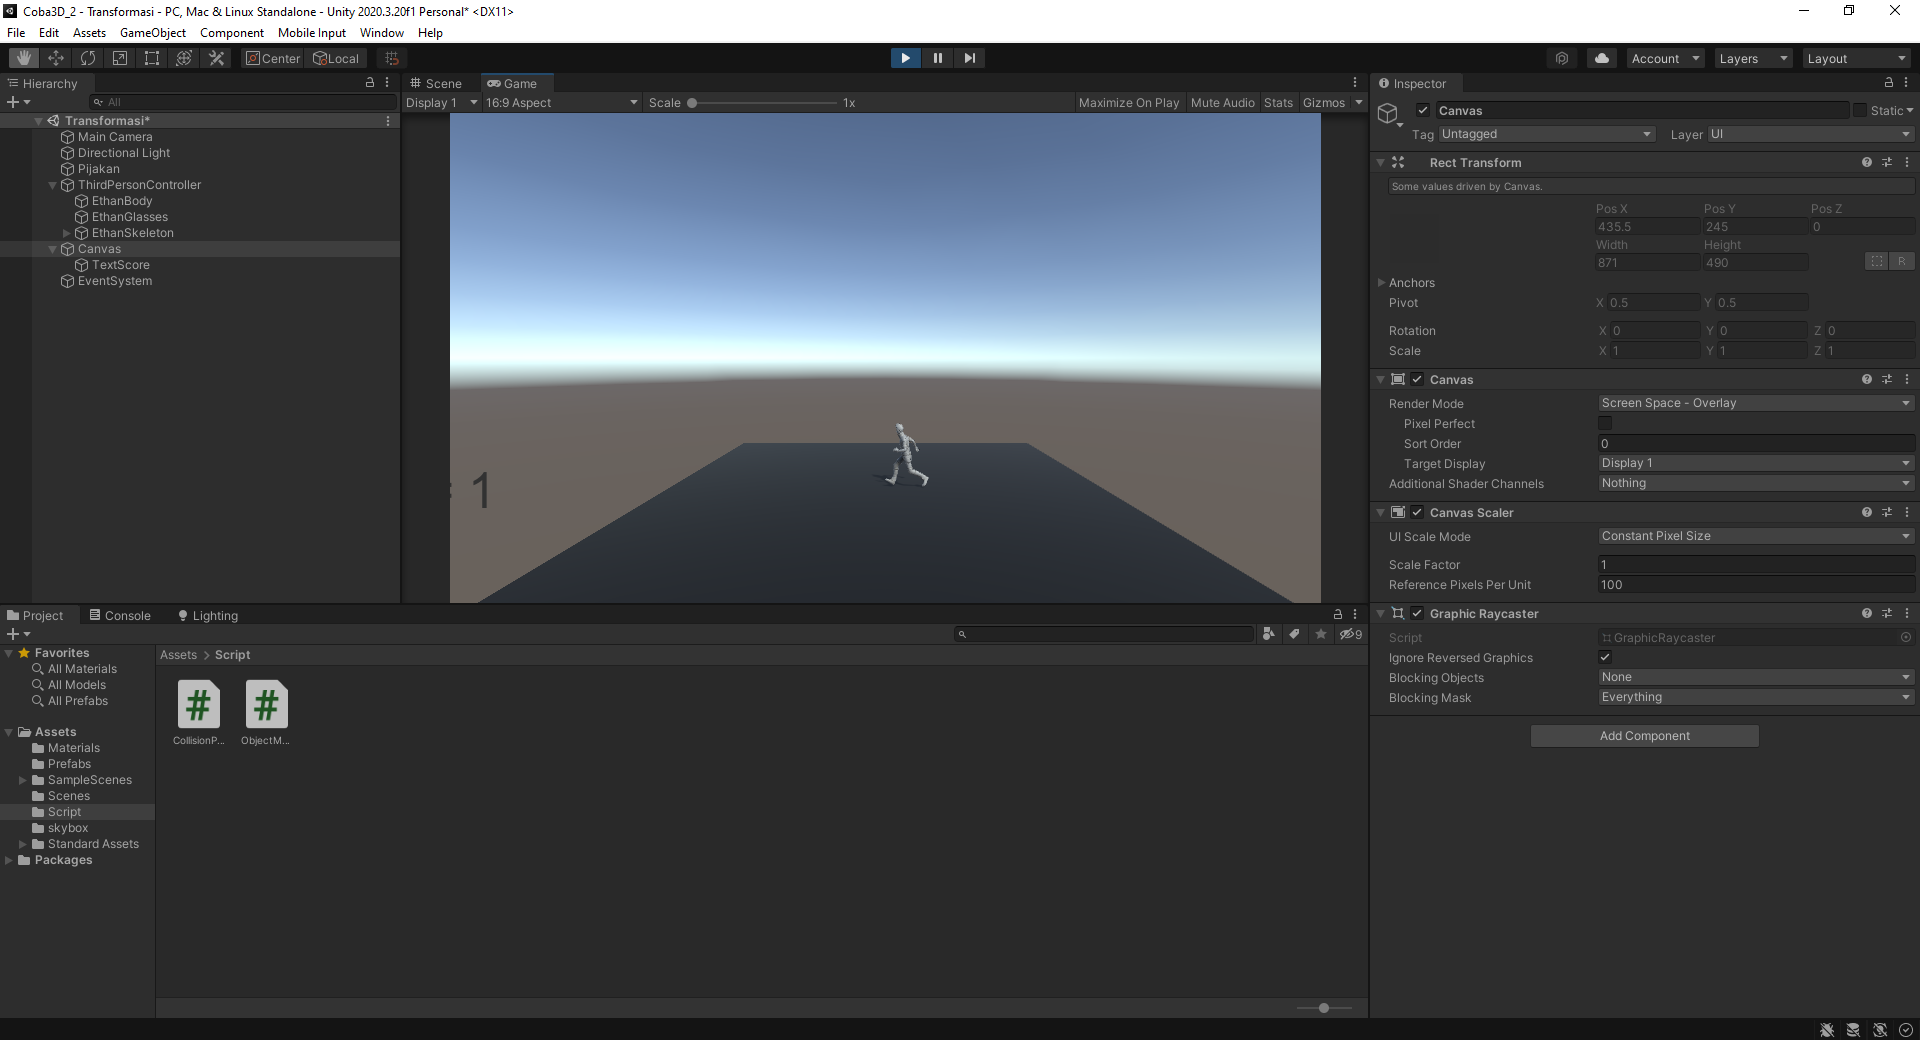 Coba3D_2 - Transformasi - PC, Mac & Linux Standalone - Unity 2020.3.20f1 Personal* <DX11>
File Edit Assets GameObject Component Mobile Input Window Help
Center Local Account Layers Layout
Hierarchy
All
Transformasi*
Main Camera
Directional Light
Pijakan
ThirdPersonController
EthanBody
EthanGlasses
EthanSkeleton
Canvas
TextScore
EventSystem
Scene Game
Display 1 16:9 Aspect Scale 1x Maximize On Play Mute Audio Stats Gizmos
: 1
Inspector
Canvas Static
Tag Untagged Layer UI
Rect Transform
Some values driven by Canvas.
Pos X Pos Y Pos Z
435.5 245 0
Width Height
871 490
R
Anchors
Pivot X 0.5 Y 0.5
Rotation X 0 Y 0 Z 0
Scale X 1 Y 1 Z 1
Canvas
Render Mode Screen Space - Overlay
Pixel Perfect
Sort Order 0
Target Display Display 1
Additional Shader Channels Nothing
Canvas Scaler
UI Scale Mode Constant Pixel Size
Scale Factor 1
Reference Pixels Per Unit 100
Graphic Raycaster
Script GraphicRaycaster
Ignore Reversed Graphics
Blocking Objects None
Blocking Mask Everything
Add Component
Project Console Lighting
9
Favorites
All Materials
All Models
All Prefabs
Assets
Materials
Prefabs
SampleScenes
Scenes
Script
skybox
Standard Assets
Packages
Assets > Script
# #
CollisionP... ObjectM...